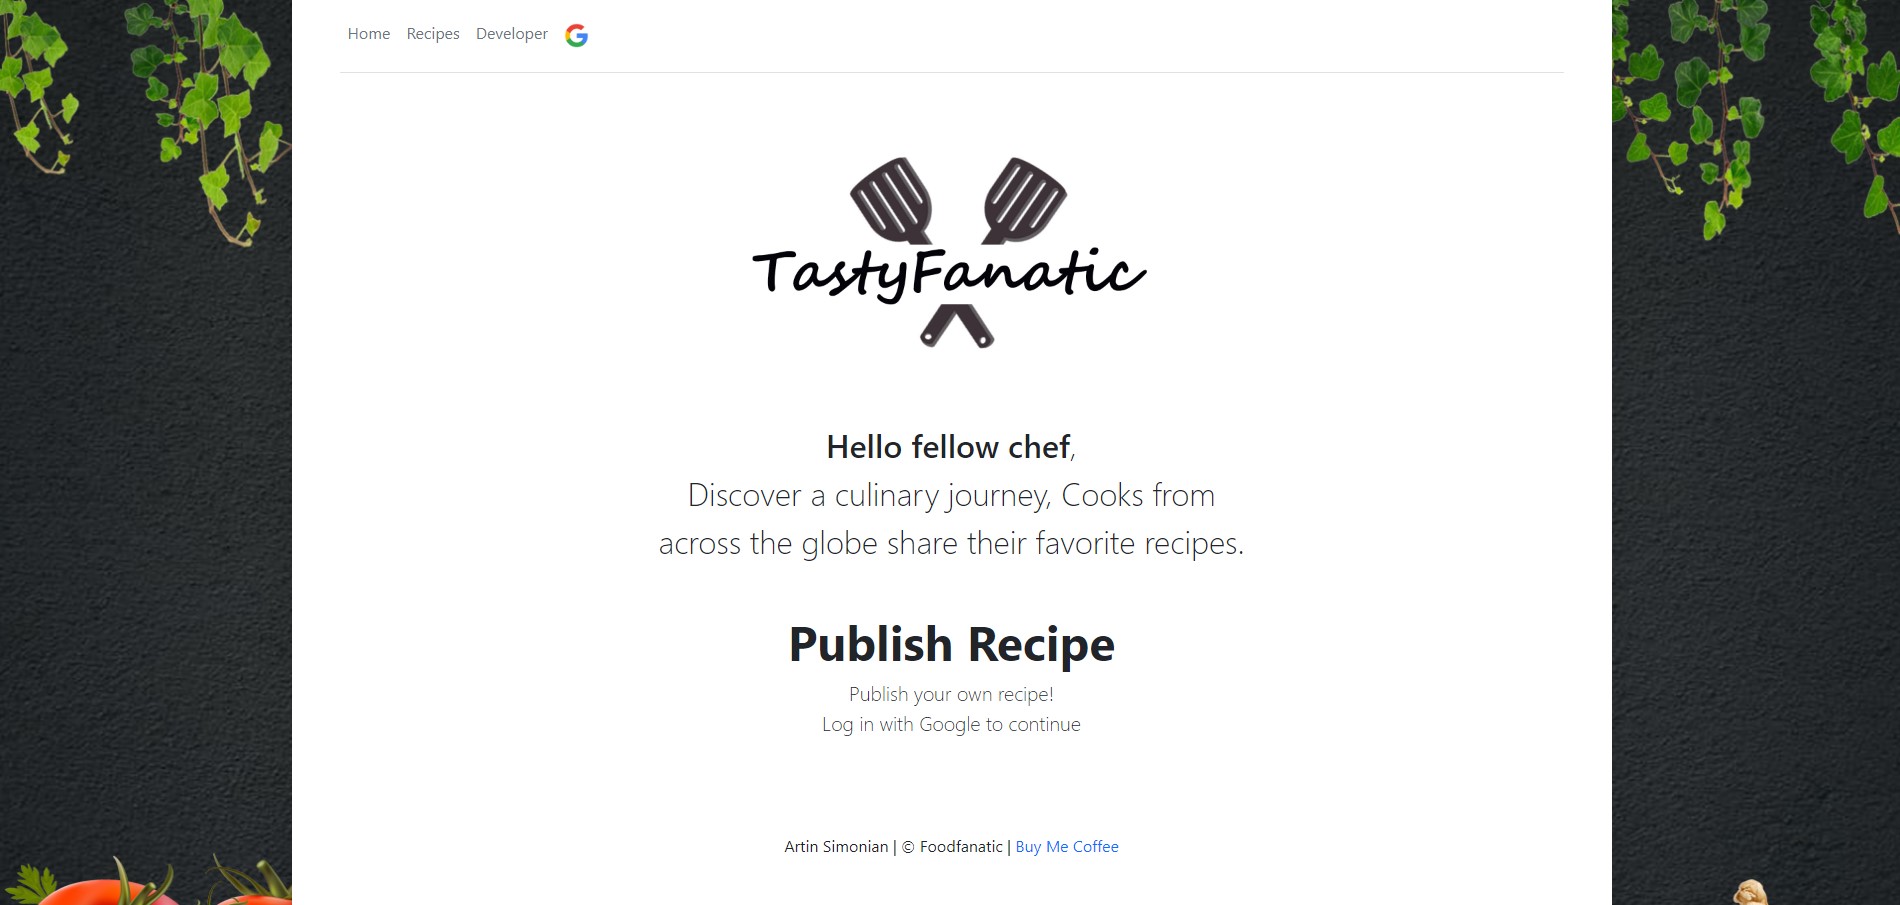 Home Recipes Developer
TastyFanatic
Hello fellow chef,
Discover a culinary journey, Cooks from
across the globe share their favorite recipes.
Publish Recipe
Publish your own recipe!
Log in with Google to continue
Artin Simonian | © Foodfanatic | Buy Me Coffee